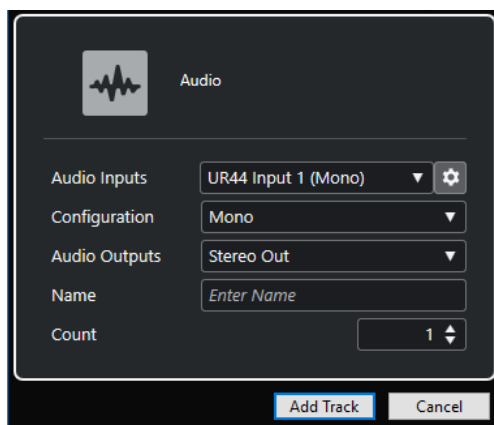 Audio
Audio Inputs UR44 Input 1 (Mono)
Configuration Mono
Audio Outputs Stereo Out
Name Enter Name
Count 1
Add Track Cancel